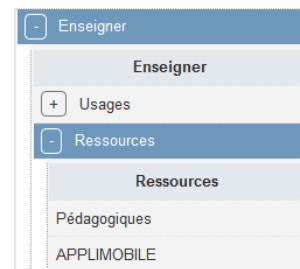 - Enseigner
Enseigner
+ Usages
- Ressources
Ressources
Pédagogiques
APPLIMOBILE